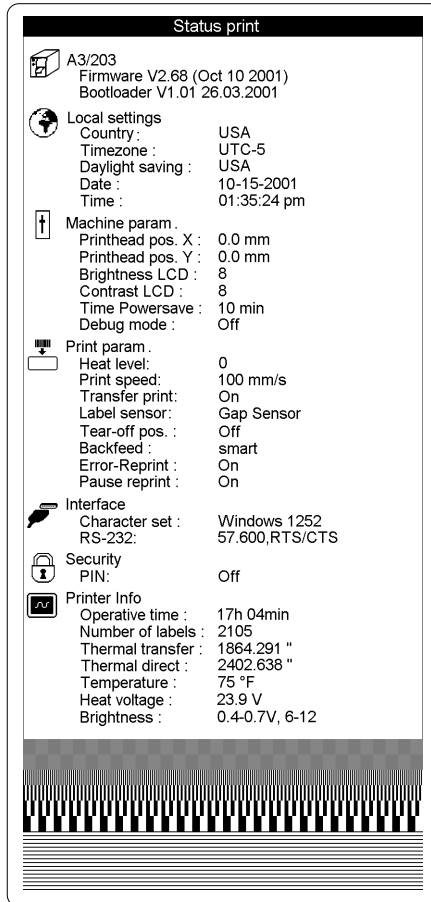 Status print
A3/203
Firmware V2.68 (Oct 10 2001)
Bootloader V1.01 26.03.2001
Local settings
Country : USA
Timezone : UTC-5
Daylight saving : USA
Date : 10-15-2001
Time : 01:35:24 pm
Machine param .
Printhead pos. X : 0.0 mm
Printhead pos. Y : 0.0 mm
Brightness LCD : 8
Contrast LCD : 8
Time Powersave : 10 min
Debug mode : Off
Print param .
Heat level: 0
Print speed: 100 mm/s
Transfer print: On
Label sensor: Gap Sensor
Tear-off pos. : Off
Backfeed : smart
Error-Reprint : On
Pause reprint : On
Interface
Character set : Windows 1252
RS-232: 57.600,RTS/CTS
Security
PIN: Off
Printer Info
Operative time : 17h 04min
Number of labels : 2105
Thermal transfer : 1864.291 "
Thermal direct : 2402.638 "
Temperature : 75 °F
Heat voltage : 23.9 V
Brightness : 0.4-0.7V, 6-12